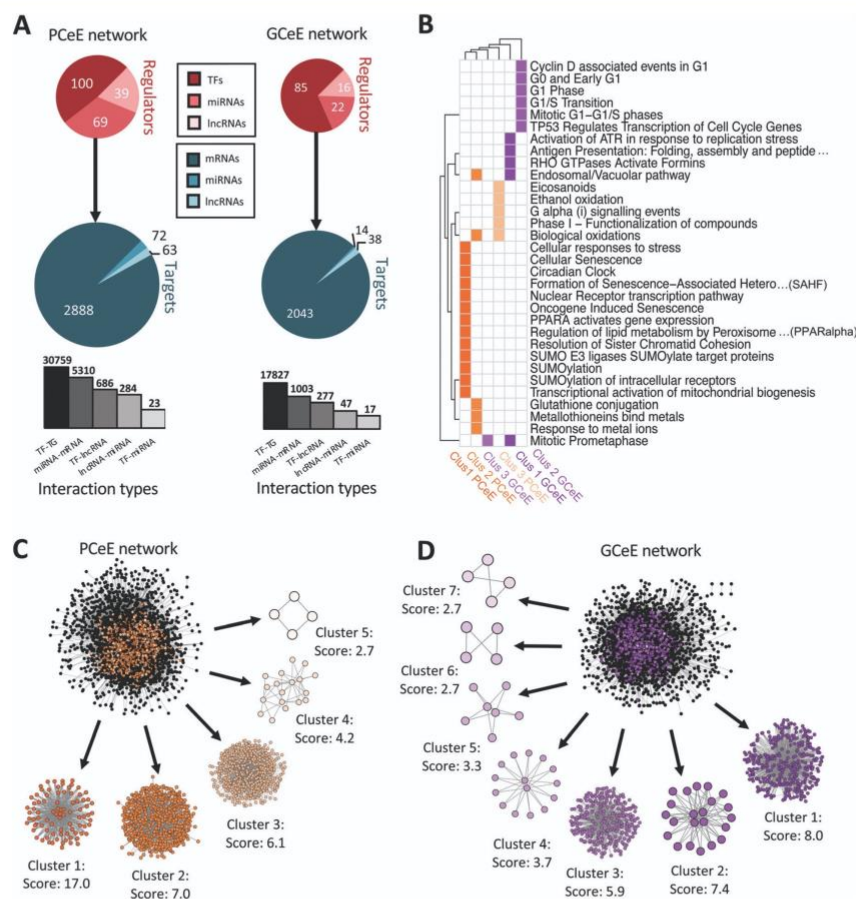 A
PCeE network
GCeE network
100
39
69
Regulators
TFs
miRNAs
lncRNAs
85
16
22
Regulators
mRNAs
miRNAs
lncRNAs
72
63
2888
Targets
14
38
2043
Targets
30759
5310
686
284
23
TF-TG
miRNA-mRNA
TF-lncRNA
lncRNA-miRNA
TF-miRNA
Interaction types
17827
1003
277
47
17
TF-TG
miRNA-mRNA
TF-lncRNA
lncRNA-miRNA
TF-miRNA
Interaction types
B
Cyclin D associated events in G1
G0 and Early G1
G1 Phase
G1/S Transition
Mitotic G1−G1/S phases
TP53 Regulates Transcription of Cell Cycle Genes
Activation of ATR in response to replication stress
Antigen Presentation: Folding, assembly and peptide ...
RHO GTPases Activate Formins
Endosomal/Vacuolar pathway
Eicosanoids
Ethanol oxidation
G alpha (i) signalling events
Phase I − Functionalization of compounds
Biological oxidations
Cellular responses to stress
Cellular Senescence
Circadian Clock
Formation of Senescence−Associated Hetero ...(SAHF)
Nuclear Receptor transcription pathway
Oncogene Induced Senescence
PPARA activates gene expression
Regulation of lipid metabolism by Peroxisome ...(PPARalpha)
Resolution of Sister Chromatid Cohesion
SUMO E3 ligases SUMOylate target proteins
SUMOylation
SUMOylation of intracellular receptors
Transcriptional activation of mitochondrial biogenesis
Glutathione conjugation
Metallothioneins bind metals
Response to metal ions
Mitotic Prometaphase
Clus1 PCeE
Clus 2 PCeE
Clus 3 GCeE
Clus 3 PCeE
Clus 1 GCeE
Clus 2 GCeE
C
PCeE network
Cluster 5:
Score: 2.7
Cluster 4:
Score: 4.2
Cluster 3:
Score: 6.1
Cluster 1:
Score: 17.0
Cluster 2:
Score: 7.0
D
GCeE network
Cluster 7:
Score: 2.7
Cluster 6:
Score: 2.7
Cluster 5:
Score: 3.3
Cluster 4:
Score: 3.7
Cluster 3:
Score: 5.9
Cluster 2:
Score: 7.4
Cluster 1:
Score: 8.0